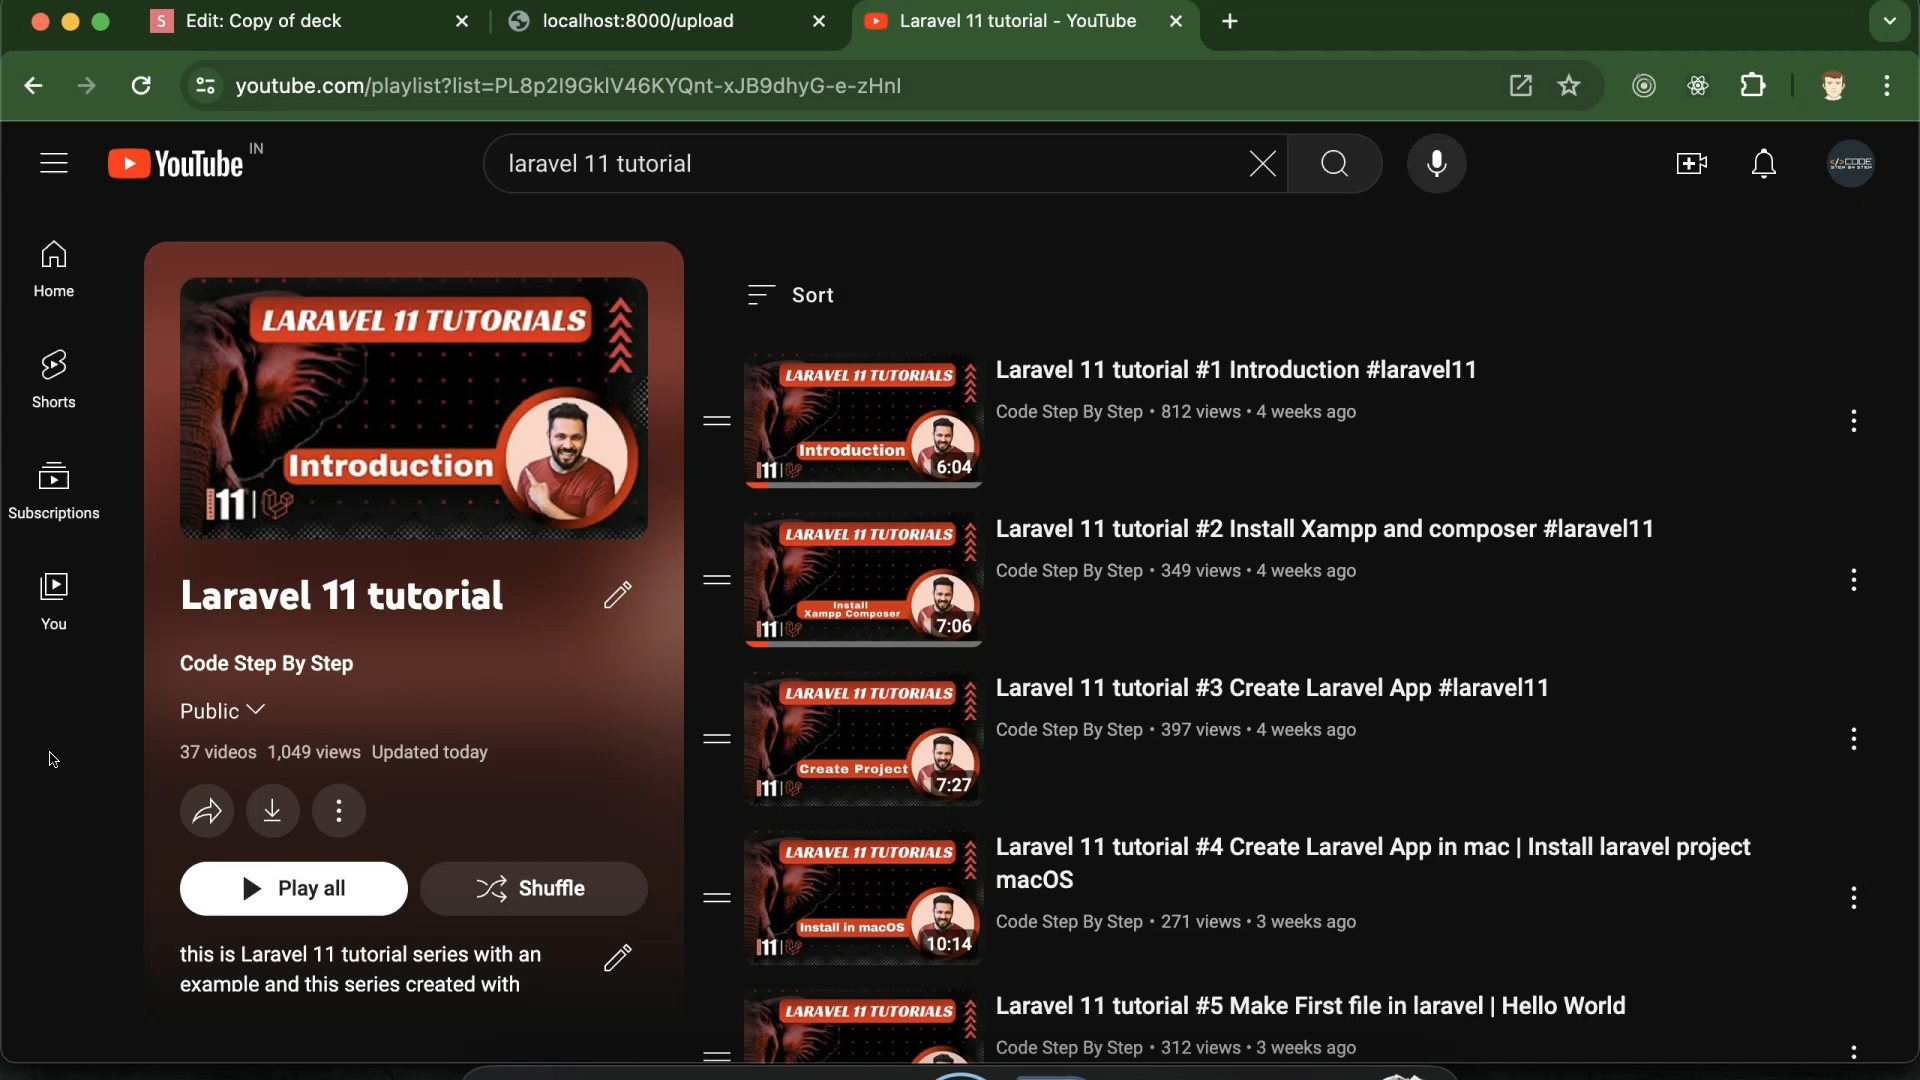 Edit: Copy of deck
localhost:8000/upload
Laravel 11 tutorial - YouTube
youtube.com/playlist?list=PL8p2I9GklV46KYQnt-xJB9dhyG-e-zHnI
YouTube IN
laravel 11 tutorial
</>CODE
STEP BY STEP
Home
Shorts
Subscriptions
You
LARAVEL 11 TUTORIALS
Introduction
11
Laravel 11 tutorial
Code Step By Step
Public
37 videos 1,049 views Updated today
Play all
Shuffle
this is Laravel 11 tutorial series with an
example and this series created with
Sort
LARAVEL 11 TUTORIALS
Introduction
11
6:04
Laravel 11 tutorial #1 Introduction #laravel11
Code Step By Step • 812 views • 4 weeks ago
LARAVEL 11 TUTORIALS
Install
Xampp Composer
11
7:06
Laravel 11 tutorial #2 Install Xampp and composer #laravel11
Code Step By Step • 349 views • 4 weeks ago
LARAVEL 11 TUTORIALS
Create Project
11
7:27
Laravel 11 tutorial #3 Create Laravel App #laravel11
Code Step By Step • 397 views • 4 weeks ago
LARAVEL 11 TUTORIALS
Install in macOS
11
10:14
Laravel 11 tutorial #4 Create Laravel App in mac | Install laravel project
macOS
Code Step By Step • 271 views • 3 weeks ago
LARAVEL 11 TUTORIALS
Laravel 11 tutorial #5 Make First file in laravel | Hello World
Code Step By Step • 312 views • 3 weeks ago